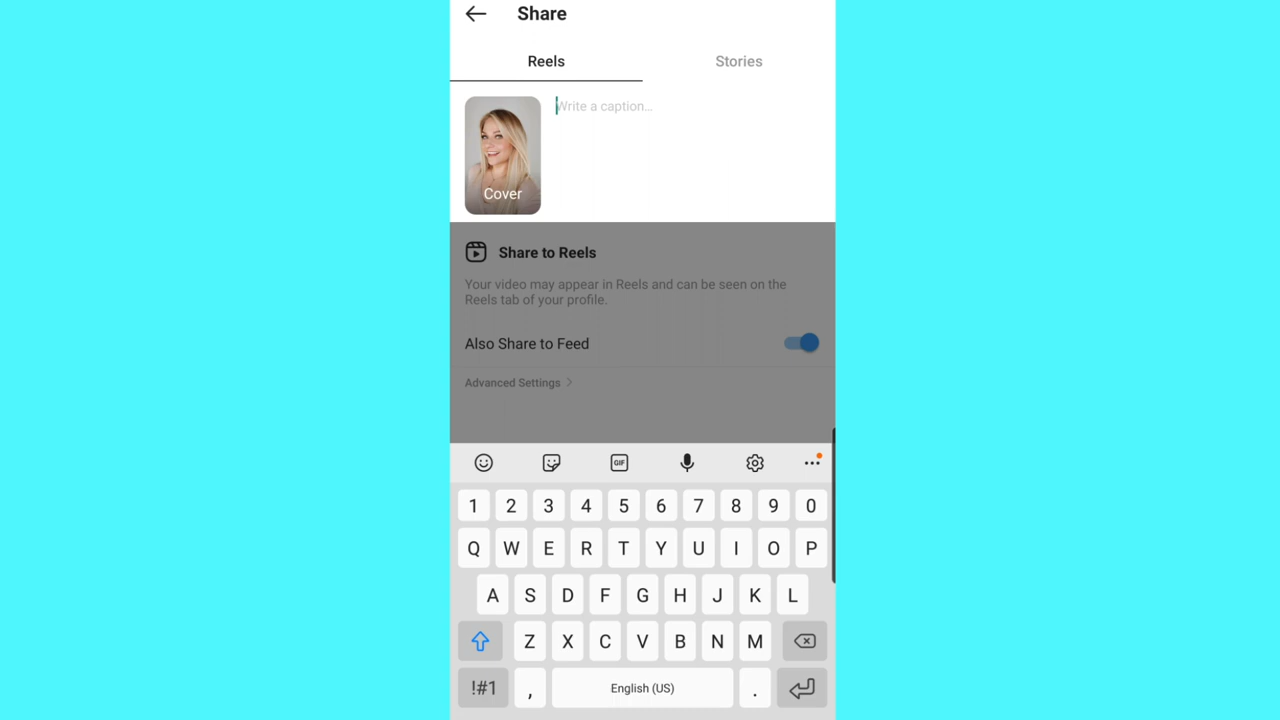 Share
Reels Stories
Write a caption...
Cover
Share to Reels
Your video may appear in Reels and can be seen on the
Reels tab of your profile.
Also Share to Feed
Advanced Settings >
GIF
1 2 3 4 5 6 7 8 9 0
Q W E R T Y U I O P
A S D F G H J K L
Z X C V B N M
!#1 , English (US) .